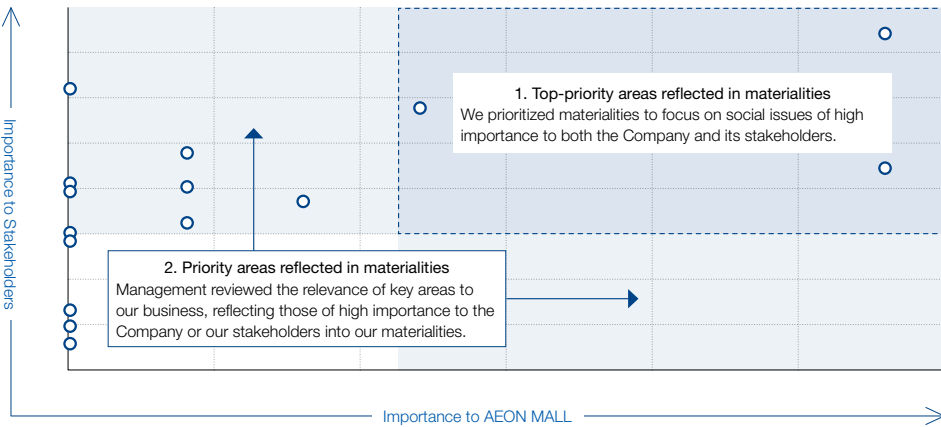 1. Top-priority areas reflected in materialities
We prioritized materialities to focus on social issues of high
importance to both the Company and its stakeholders.
Importance to Stakeholders
2. Priority areas reflected in materialities
Management reviewed the relevance of key areas to
our business, reflecting those of high importance to the
Company or our stakeholders into our materialities.
Importance to AEON MALL